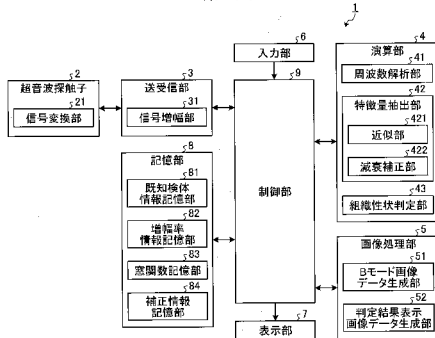 1
2
超音波探触子
21
信号変換部
3
送受信部
31
信号増幅部
6
入力部
9
制御部
4
演算部
41
周波数解析部
42
特徴量抽出部
421
近似部
422
減衰補正部
43
組織性状判定部
8
記憶部
81
既知検体
情報記憶部
82
増幅率
情報記憶部
83
窓関数記憶部
84
補正情報
記憶部
5
画像処理部
51
Bモード画像
データ生成部
52
判定結果表示
画像データ生成部
7
表示部